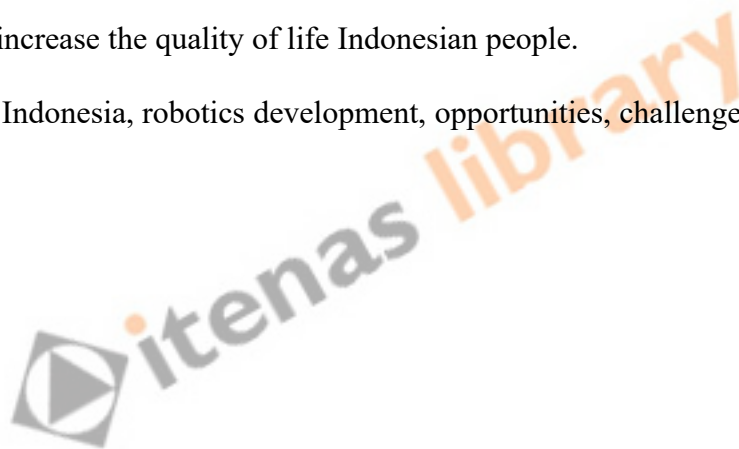 increase the quality of life Indonesian people.
Indonesia, robotics development, opportunities, challenge
itenas library